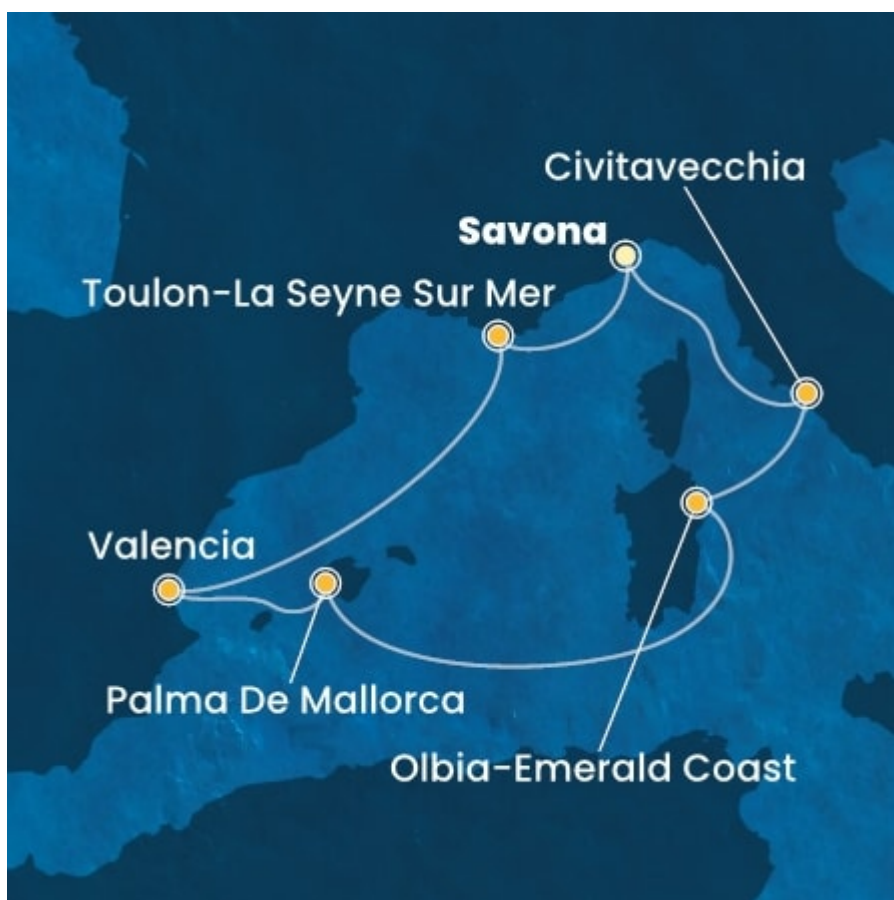 Civitavecchia
Savona
Toulon-La Seyne Sur Mer
Valencia
Palma De Mallorca
Olbia-Emerald Coast